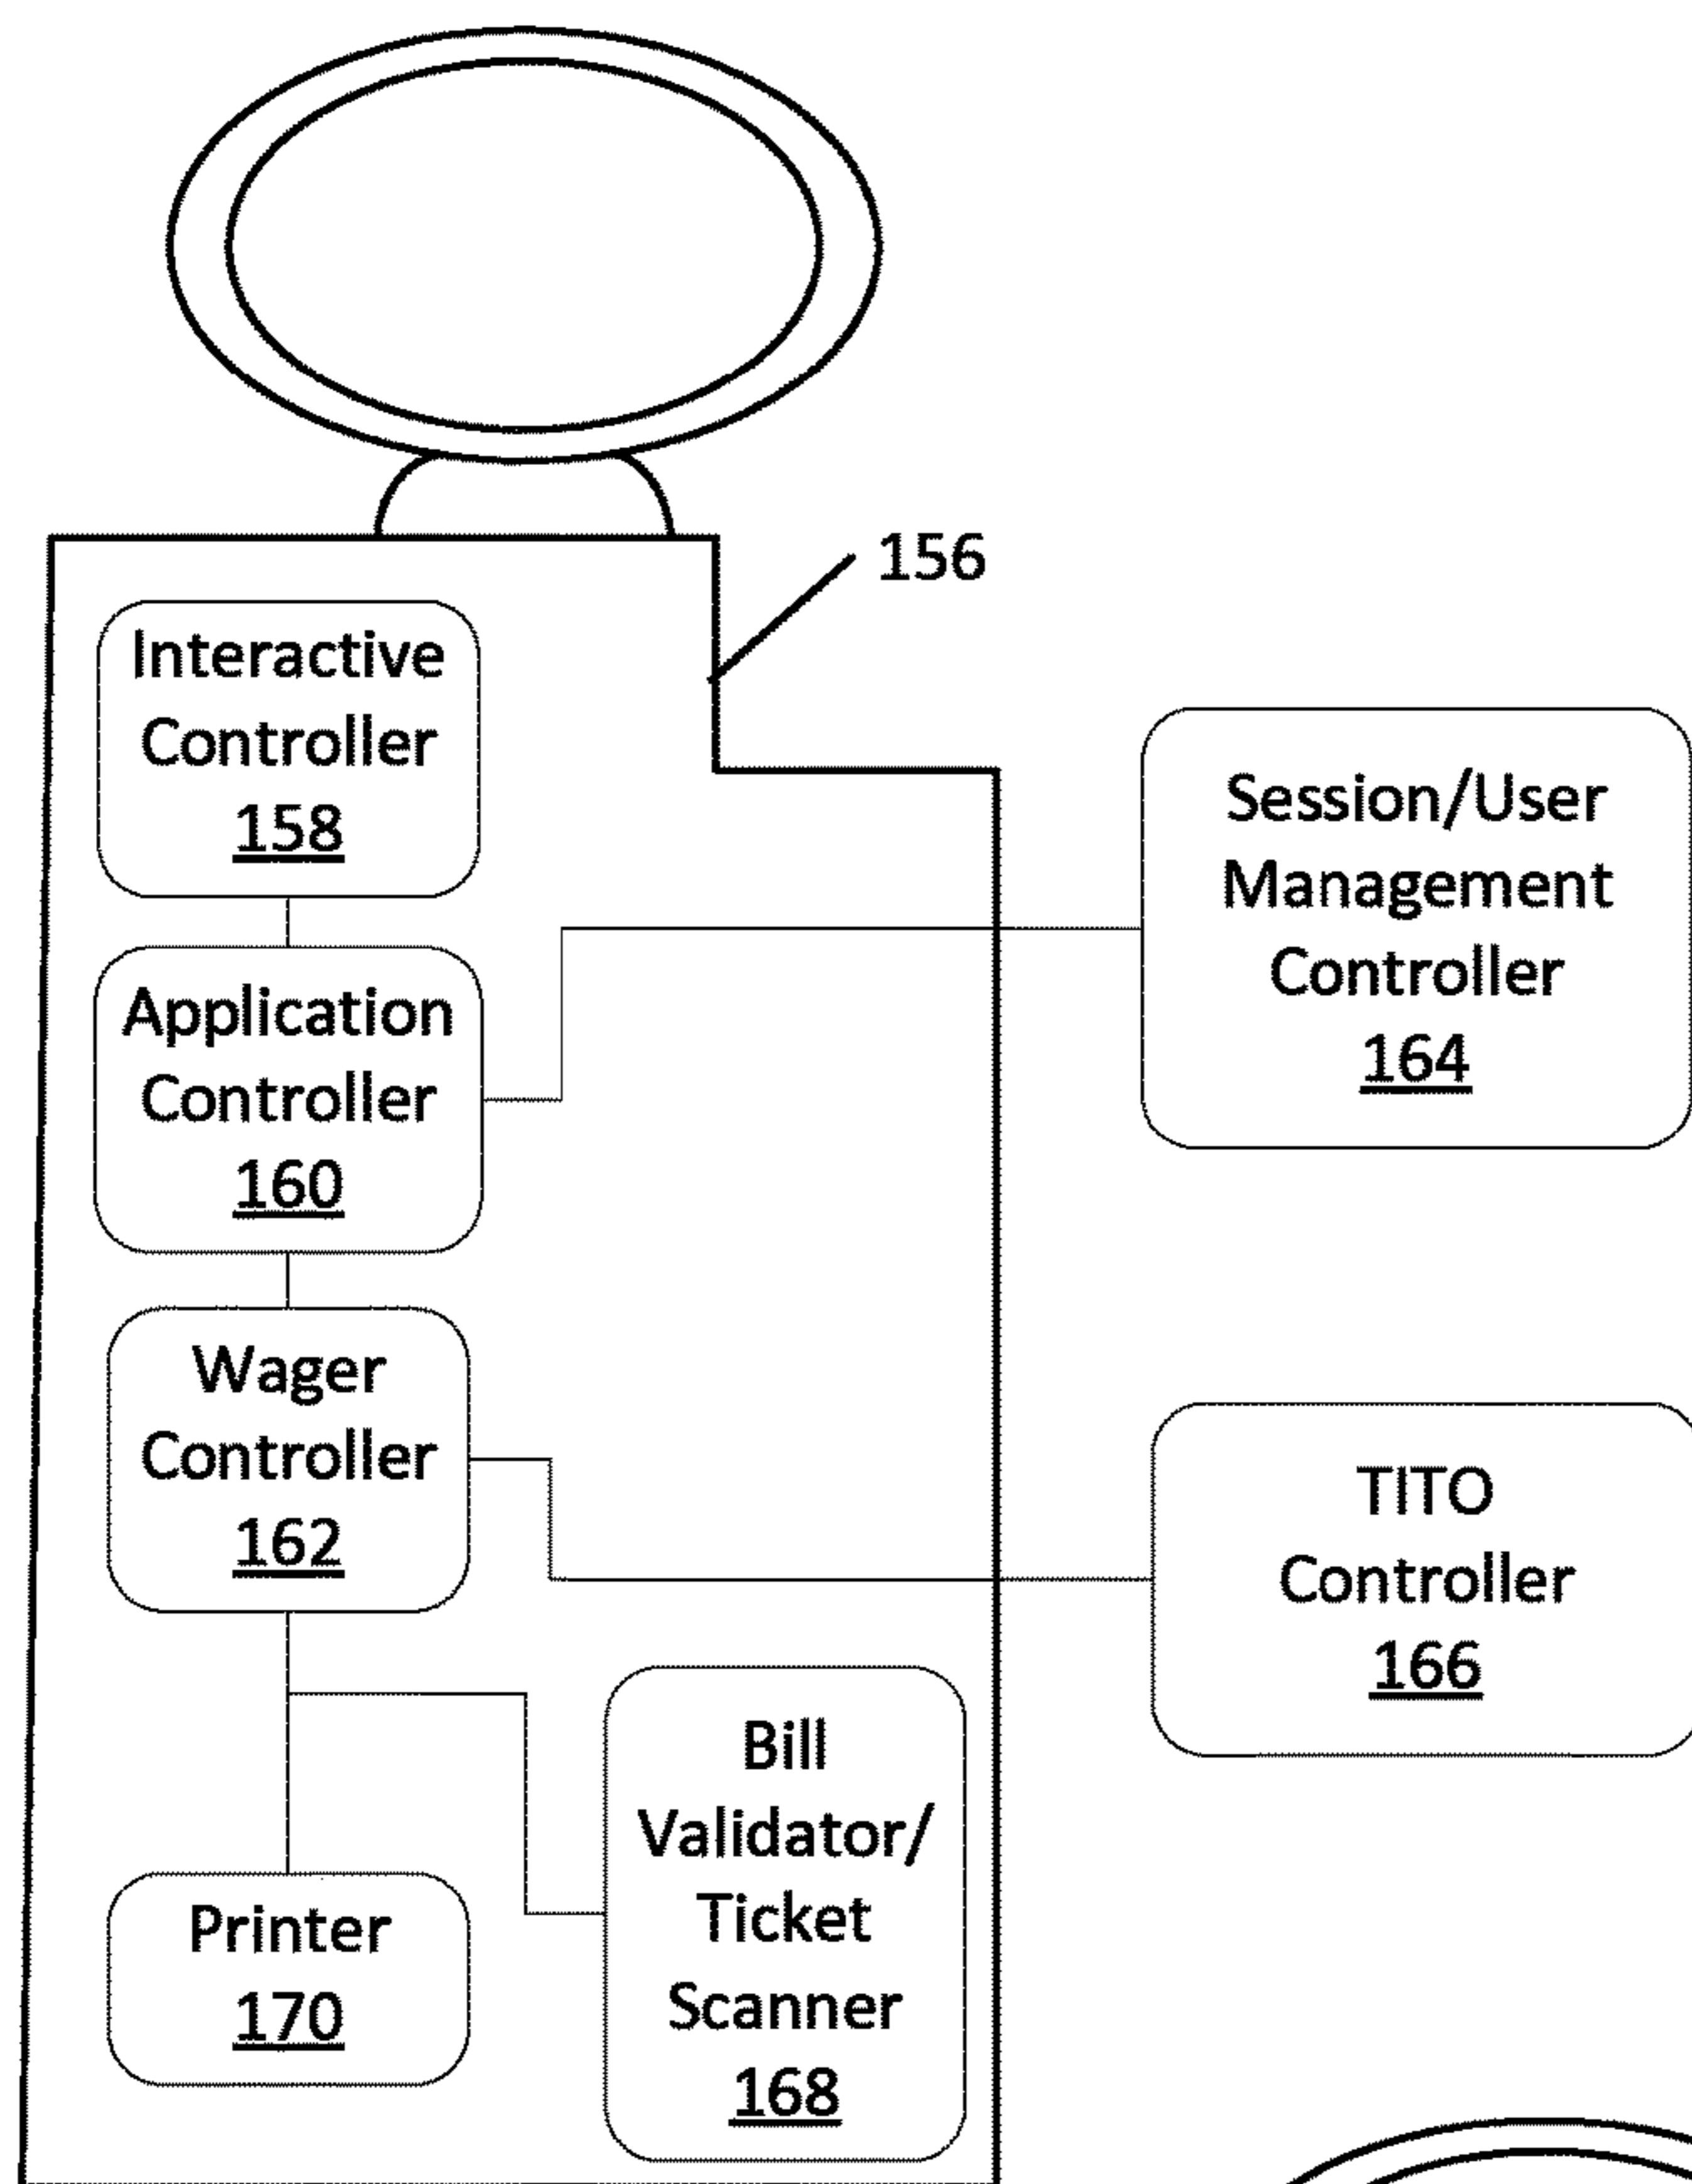 156
Interactive
Controller
158
Application
Controller
160
Wager
Controller
162
Printer
170
Bill
Validator/
Ticket
Scanner
168
Session/User
Management
Controller
164
TITO
Controller
166